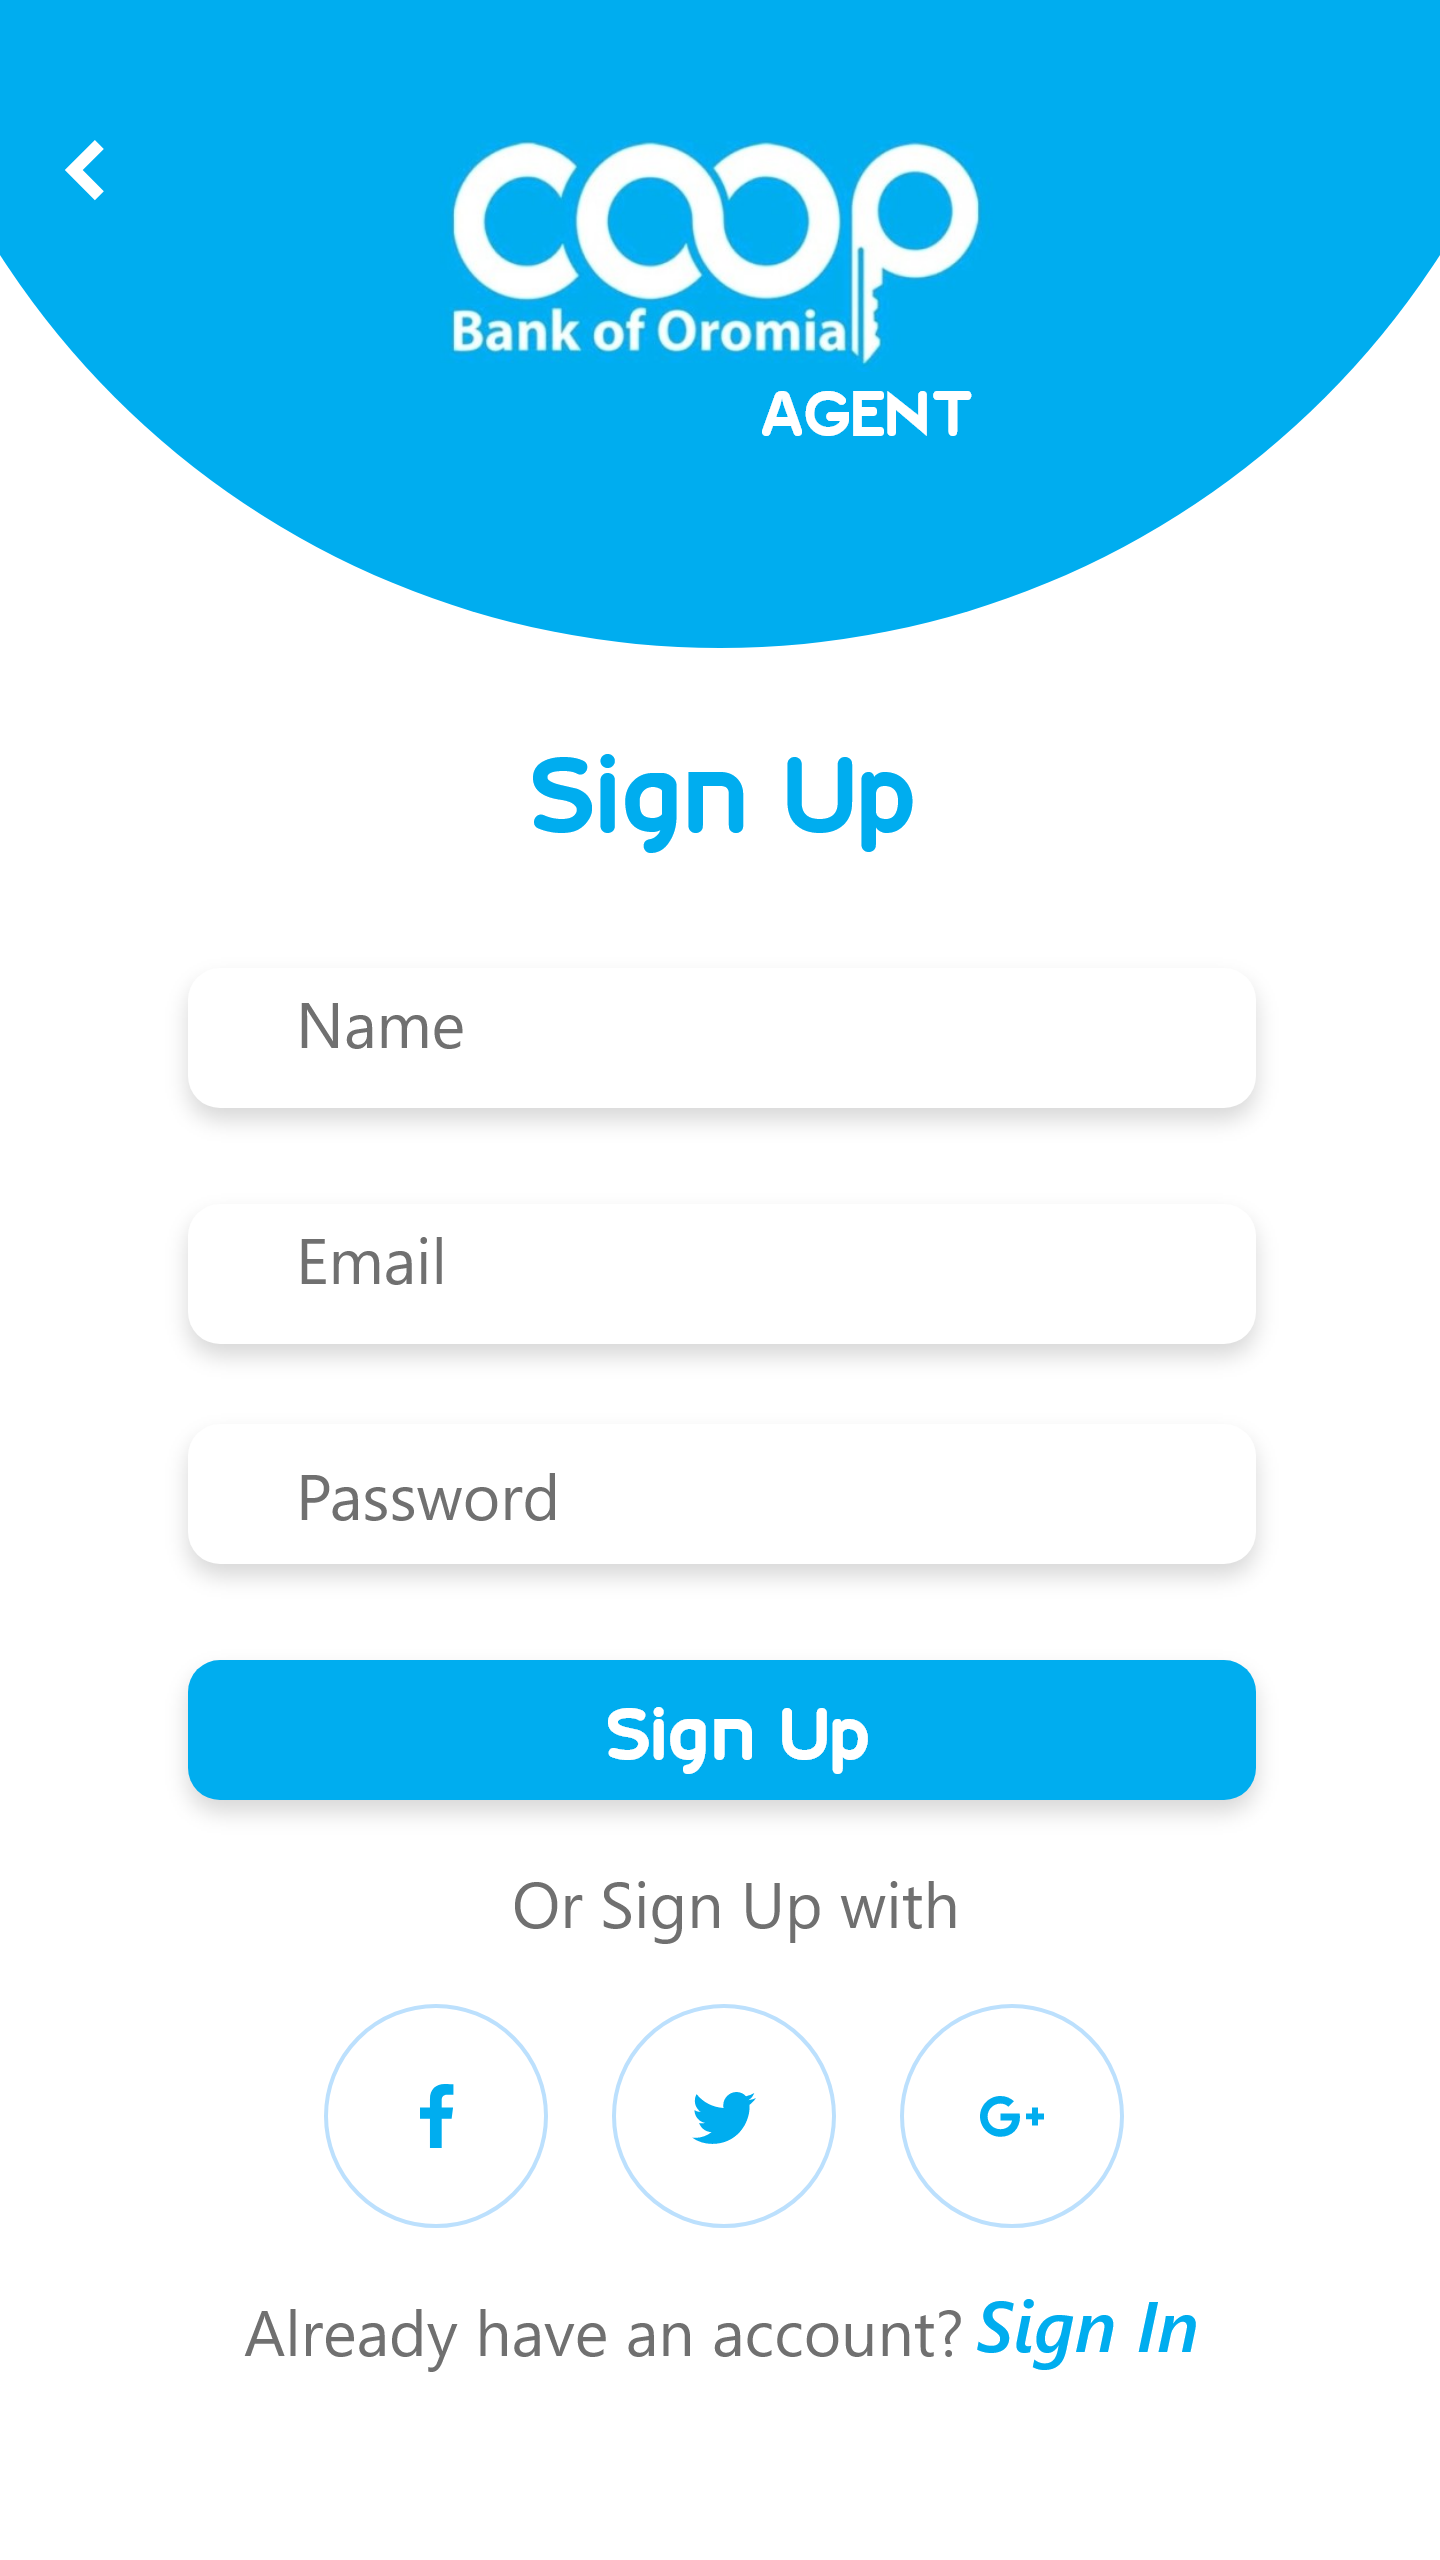 coop
Bank of Oromia
AGENT
Sign Up
Name
Email
Password
Sign Up
Or Sign Up with
f
G+
Already have an account? Sign In